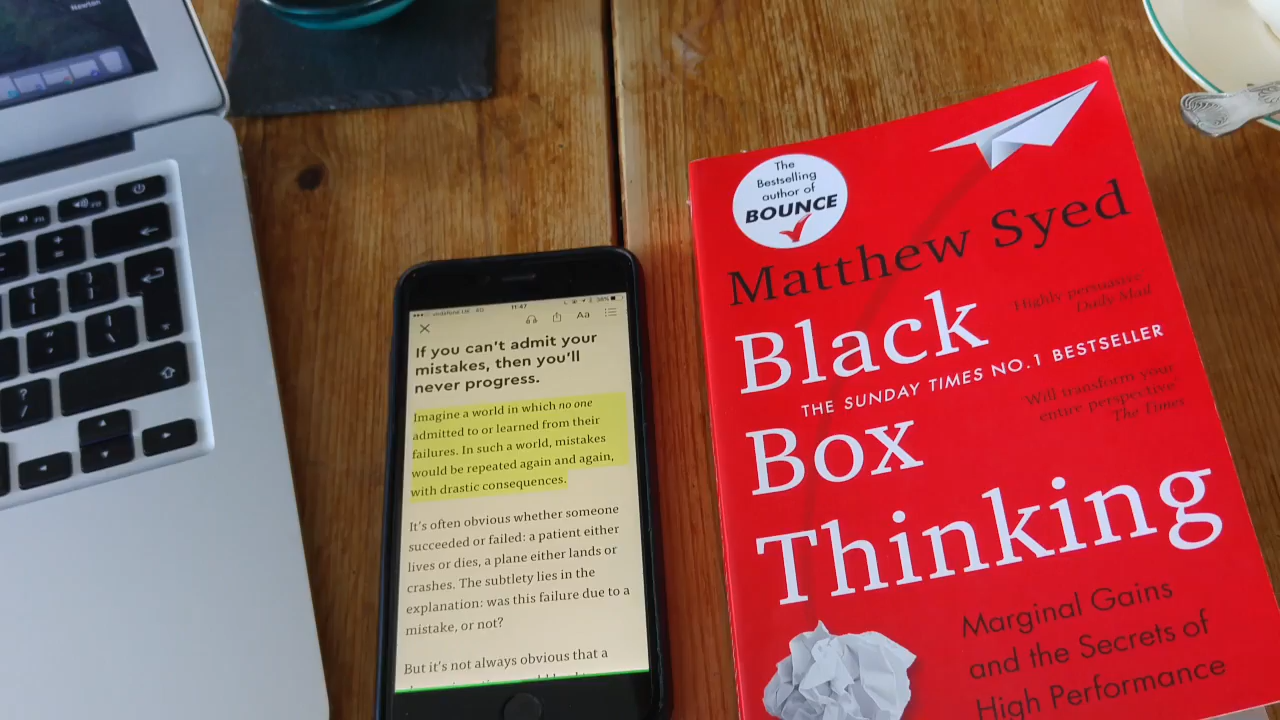 Newton
11:47
38%
Aa
If you can't admit your
mistakes, then you'll
never progress.
Imagine a world in which no one
admitted to or learned from their
failures. In such a world, mistakes
would be repeated again and again,
with drastic consequences.
It's often obvious whether someone
succeeded or failed: a patient either
lives or dies, a plane either lands or
crashes. The subtlety lies in the
explanation: was this failure due to a
mistake, or not?
But it's not always obvious that a
The
Bestselling
author of
BOUNCE
Matthew Syed
Highly persuasive
Daily Mail
Black
THE SUNDAY TIMES NO.1 BESTSELLER
'Will transform your
entire perspective'
The Times
Box
Thinking
Marginal Gains
and the Secrets of
High Performance